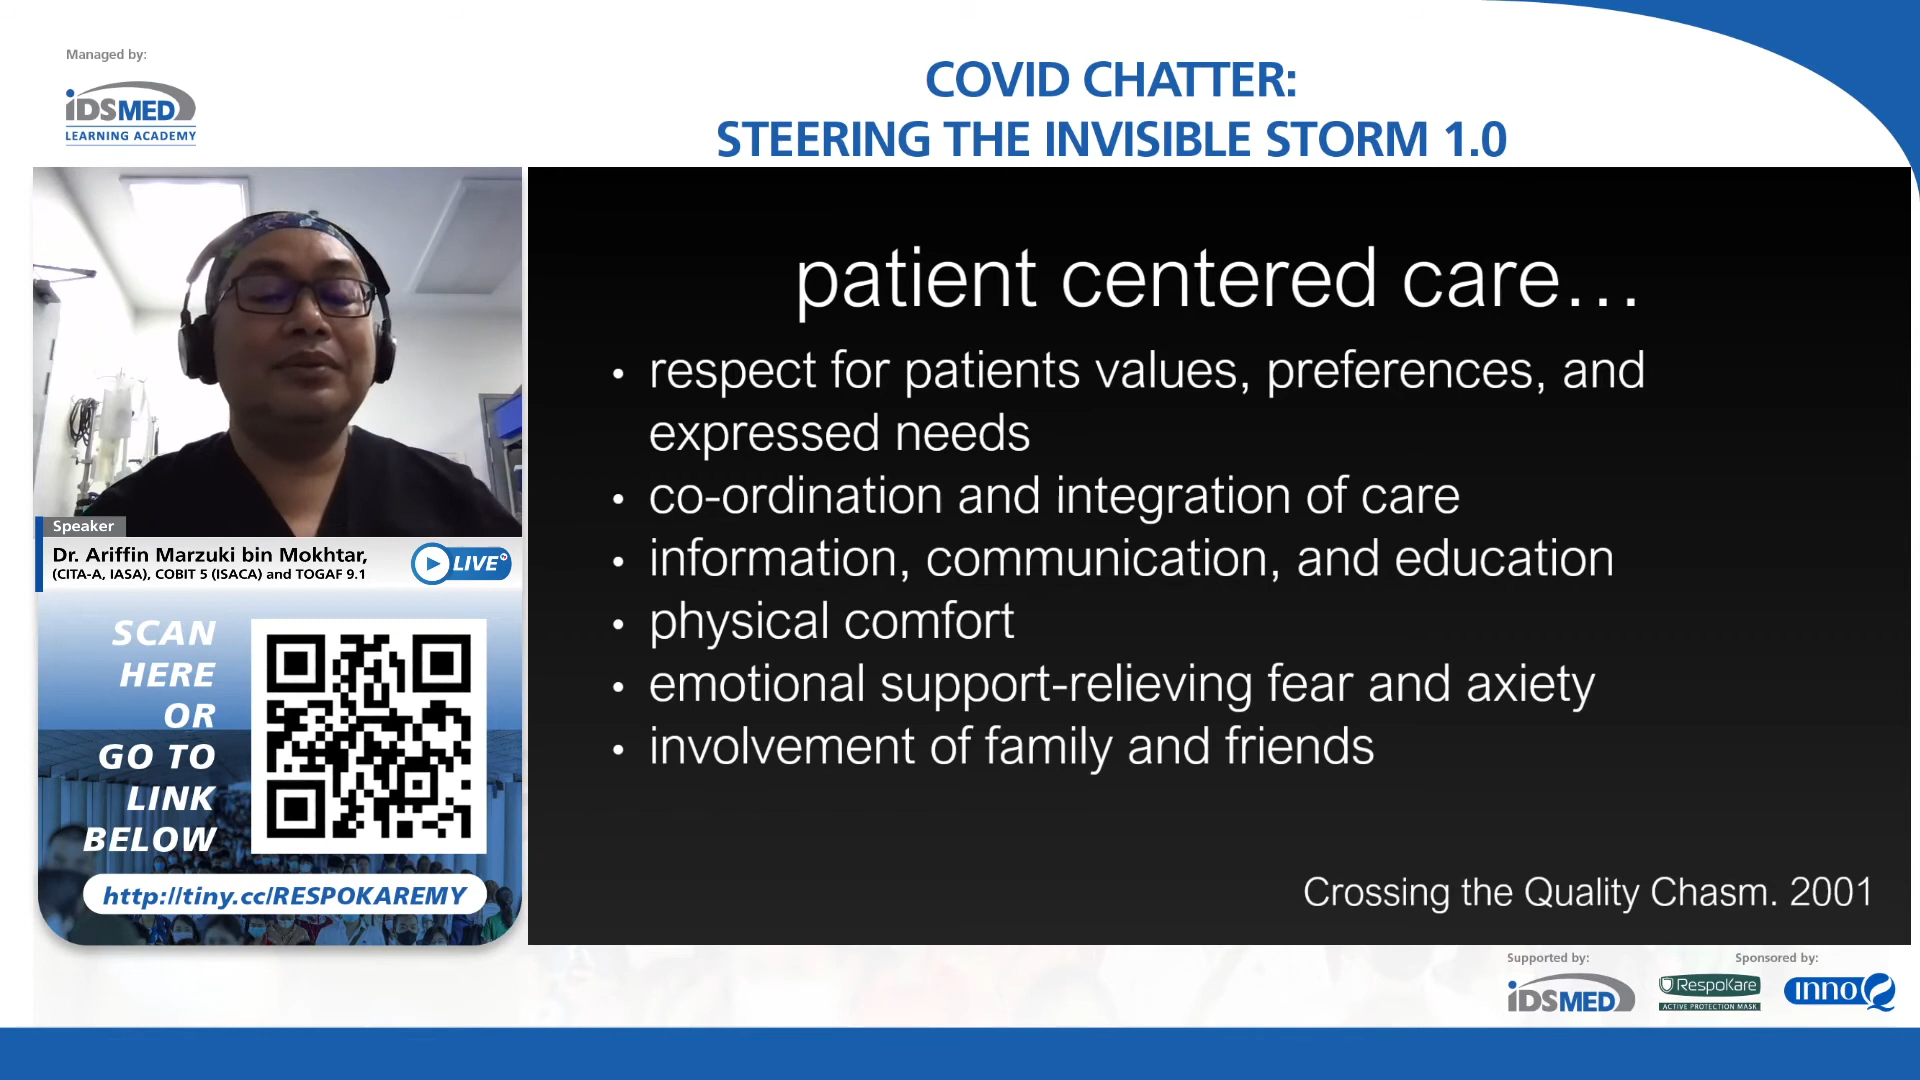 Managed by:
iDSMED
LEARNING ACADEMY
COVID CHATTER:
STEERING THE INVISIBLE STORM 1.0
Speaker
Dr. Ariffin Marzuki bin Mokhtar,
(CITA-A, IASA), COBIT 5 (ISACA) and TOGAF 9.1
LIVE
SCAN
HERE
OR
GO TO
LINK
BELOW
http://tiny.cc/RESPOKAREMY
patient centered care…
• respect for patients values, preferences, and
expressed needs
• co-ordination and integration of care
• information, communication, and education
• physical comfort
• emotional support-relieving fear and axiety
• involvement of family and friends
Crossing the Quality Chasm. 2001
Supported by:
iDSMED
Sponsored by:
RespoKare
ACTIVE PROTECTION MASK
InnoQ